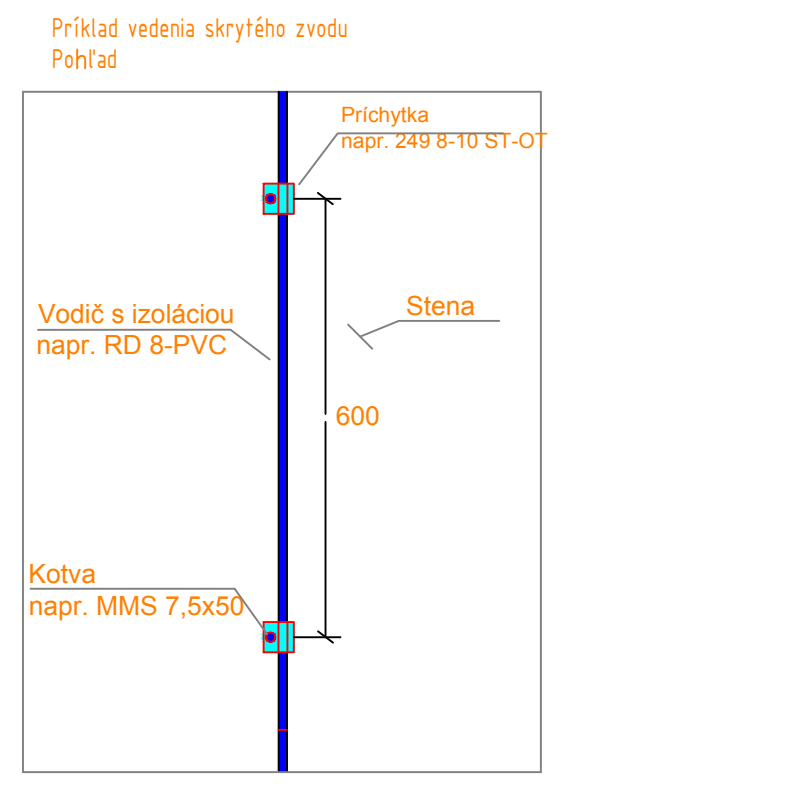 Príklad vedenia skrytého zvodu
Pohľad
Príchytka
napr. 249 8-10 ST-OT
Vodič s izoláciou
napr. RD 8-PVC
Stena
600
Kotva
napr. MMS 7,5x50